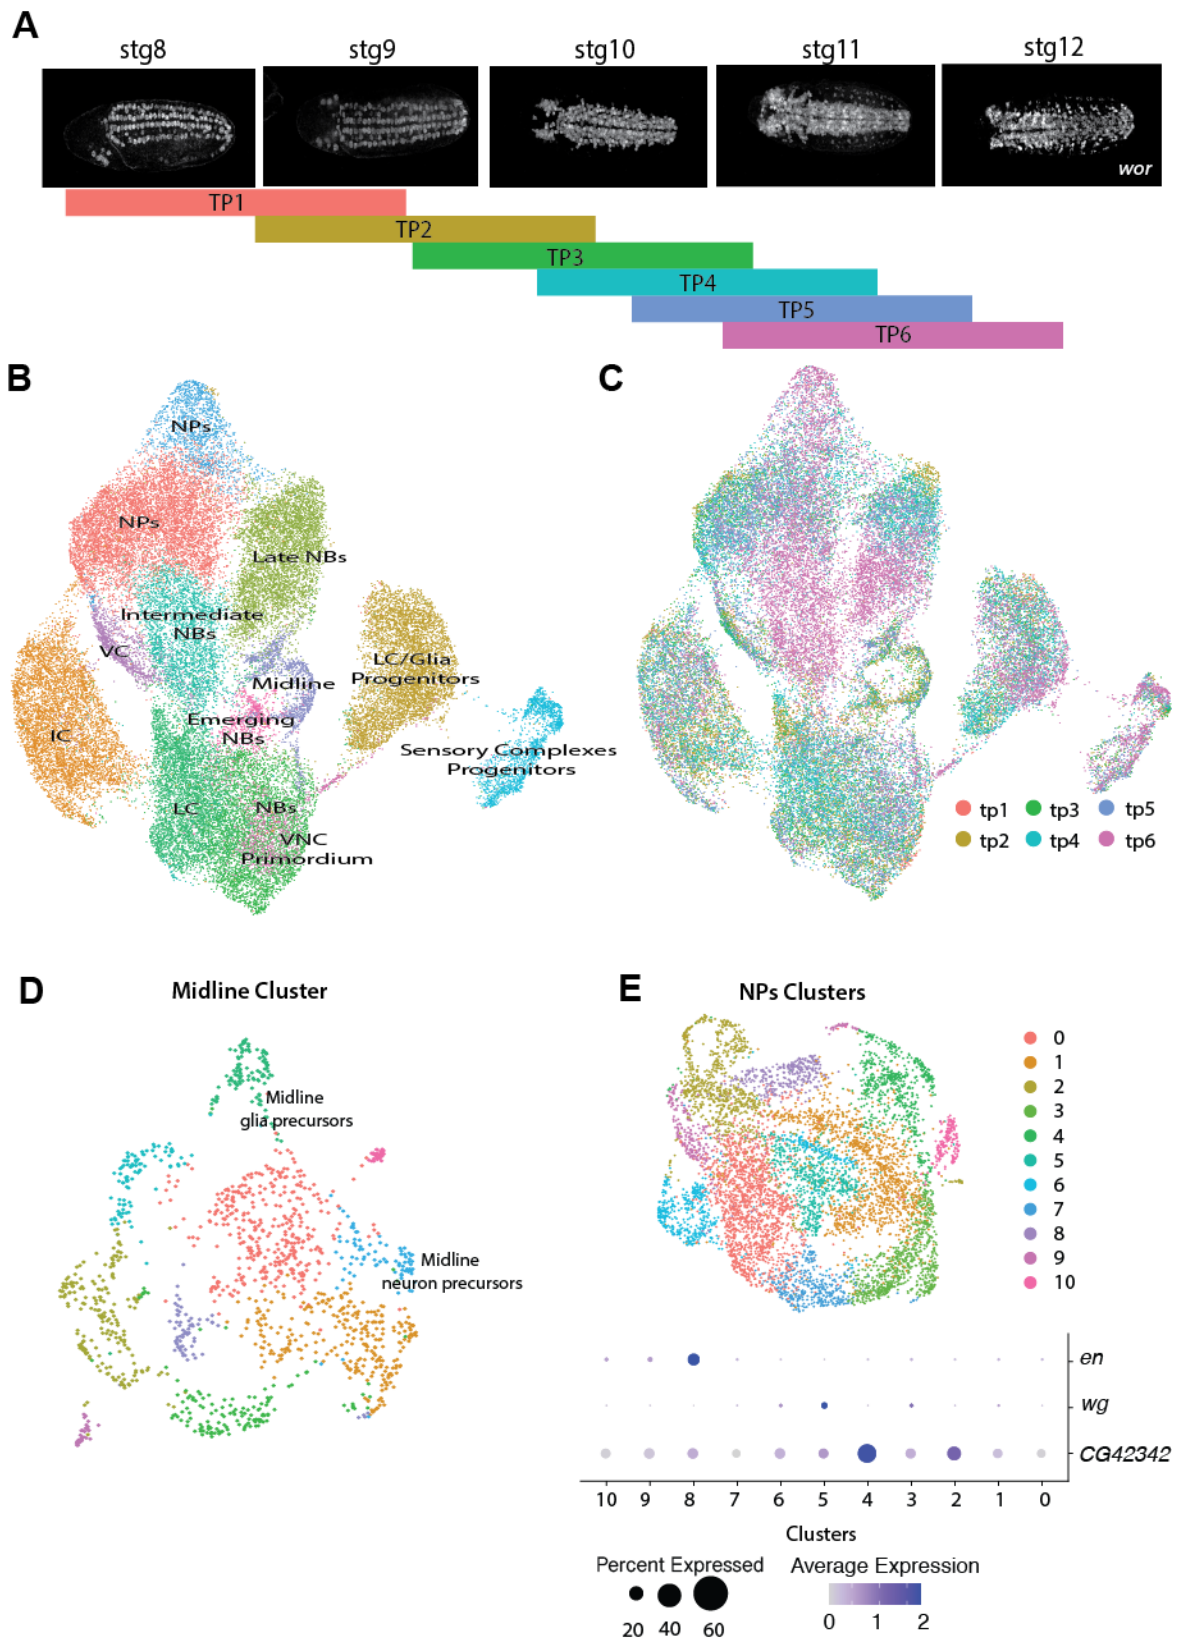 A
stg8 stg9 stg10 stg11 stg12
wor
TP1
TP2
TP3
TP4
TP5
TP6
B
NPs
NPs
Late NBs
Intermediate
NBs
VC
LC/Glia
Progenitors
Midline
Emerging
NBs
IC
Sensory Complexes
Progenitors
LC
NBs
VNC
Primordium
C
tp1 tp3 tp5
tp2 tp4 tp6
D
Midline Cluster
Midline
glia precursors
Midline
neuron precursors
E
NPs Clusters
0
1
2
3
4
5
6
7
8
9
10
en
wg
CG42342
10 9 8 7 6 5 4 3 2 1 0
Clusters
Percent Expressed
20 40 60
Average Expression
0 1 2